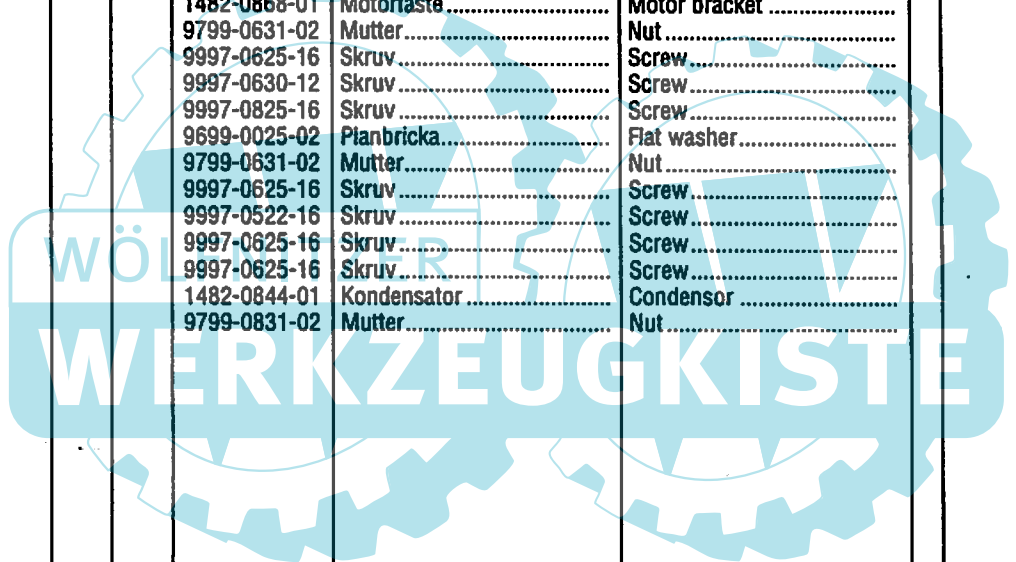 1482-0868-01 Motorfäste........................ Motor bracket ...................
9799-0631-02 Mutter........................ Nut...................
9997-0625-16 Skruv........................ Screw...................
9997-0630-12 Skruv........................ Screw...................
9997-0825-16 Skruv........................ Screw...................
9699-0025-02 Planbricka........................ Flat washer...................
9799-0631-02 Mutter........................ Nut...................
9997-0625-16 Skruv........................ Screw...................
9997-0522-16 Skruv........................ Screw...................
9997-0625-16 Skruv........................ Screw...................
9997-0625-16 Skruv........................ Screw...................
1482-0844-01 Kondensator ........................ Condensor ...................
9799-0831-02 Mutter........................ Nut...................
WÖLFNITZER
WERKZEUGKISTE